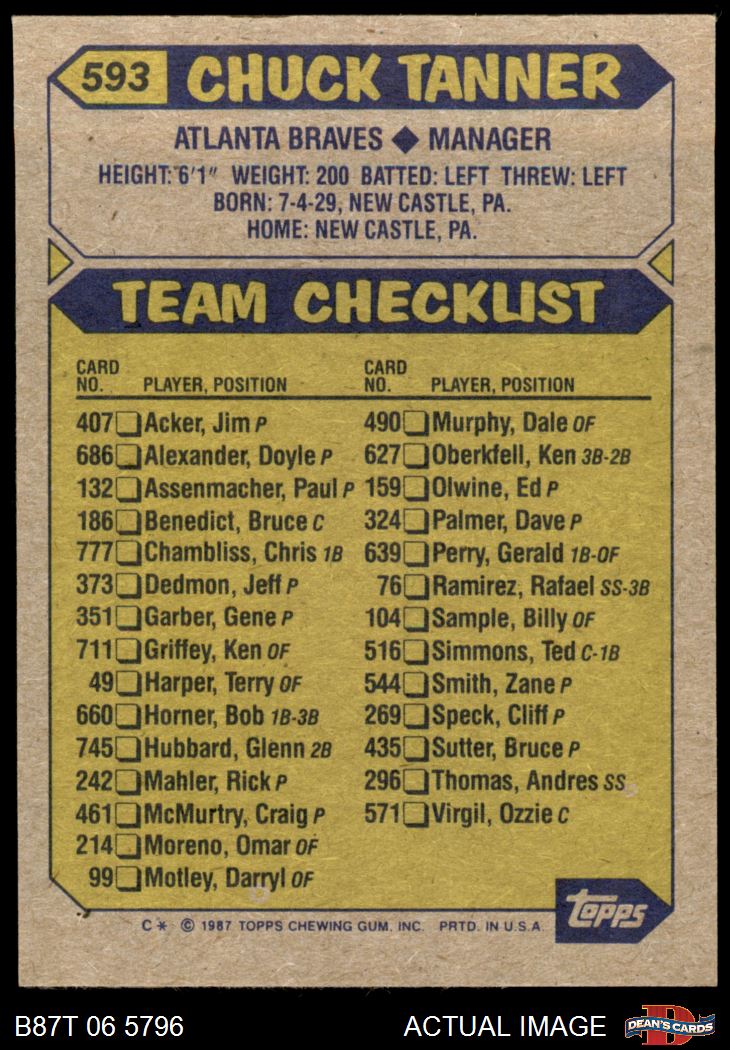 593 CHUCK TANNER
ATLANTA BRAVES ◆ MANAGER
HEIGHT: 6'1" WEIGHT: 200 BATTED: LEFT THREW: LEFT
BORN: 7-4-29, NEW CASTLE, PA.
HOME: NEW CASTLE, PA.
TEAM CHECKLIST
CARD
NO. PLAYER, POSITION
407 Acker, Jim P
686 Alexander, Doyle P
132 Assenmacher, Paul P
186 Benedict, Bruce C
777 Chambliss, Chris 1B
373 Dedmon, Jeff P
351 Garber, Gene P
711 Griffey, Ken OF
49 Harper, Terry OF
660 Horner, Bob 1B-3B
745 Hubbard, Glenn 2B
242 Mahler, Rick P
461 McMurtry, Craig P
214 Moreno, Omar OF
99 Motley, Darryl OF
CARD
NO. PLAYER, POSITION
490 Murphy, Dale OF
627 Oberkfell, Ken 3B-2B
159 Olwine, Ed P
324 Palmer, Dave P
639 Perry, Gerald 1B-OF
76 Ramirez, Rafael SS-3B
104 Sample, Billy OF
516 Simmons, Ted C-1B
544 Smith, Zane P
269 Speck, Cliff P
435 Sutter, Bruce P
296 Thomas, Andres SS
571 Virgil, Ozzie C
topps
C * © 1987 TOPPS CHEWING GUM, INC. PRTD. IN U.S.A.
B87T 06 5796 ACTUAL IMAGE
D
DEAN'S CARDS